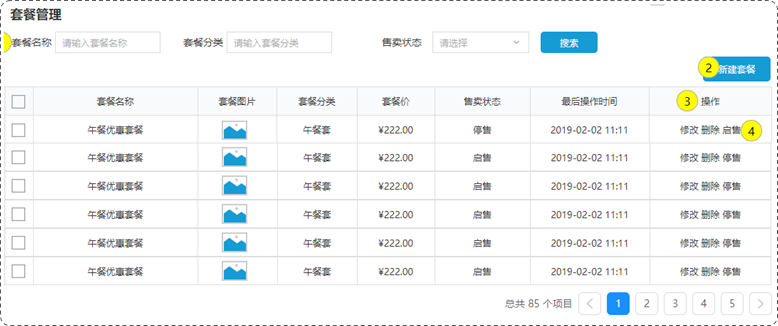 套餐管理
套餐名称 请输入套餐名称 套餐分类 请输入套餐分类 售卖状态 请选择 搜索
2 新建套餐
套餐名称 套餐图片 套餐分类 套餐价 售卖状态 最后操作时间 3 操作
午餐优惠套餐 午餐套 ¥222.00 停售 2019-02-02 11:11 修改 删除 启售 4
午餐优惠套餐 午餐套 ¥222.00 启售 2019-02-02 11:11 修改 删除 停售
午餐优惠套餐 午餐套 ¥222.00 启售 2019-02-02 11:11 修改 删除 停售
午餐优惠套餐 午餐套 ¥222.00 启售 2019-02-02 11:11 修改 删除 停售
午餐优惠套餐 午餐套 ¥222.00 启售 2019-02-02 11:11 修改 删除 停售
午餐优惠套餐 午餐套 ¥222.00 启售 2019-02-02 11:11 修改 删除 停售
总共 85 个项目 1 2 3 4 5